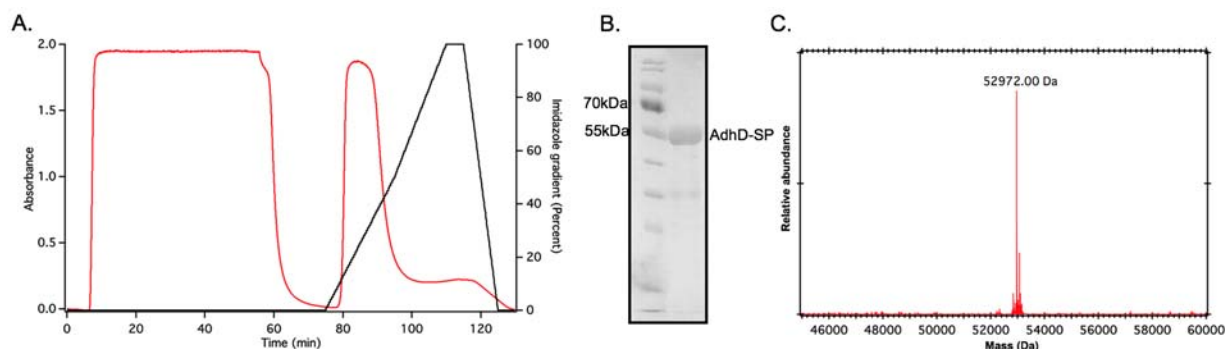 A.
2.0
1.5
1.0
0.5
0.0
Absorbance
0 20 40 60 80 100 120
Time (min)
100
80
60
40
20
0
Imidazole gradient (Percent)
B.
70kDa
55kDa
AdhD-SP
C.
52972.00 Da
Relative abundance
46000 48000 50000 52000 54000 56000 58000 60000
Mass (Da)